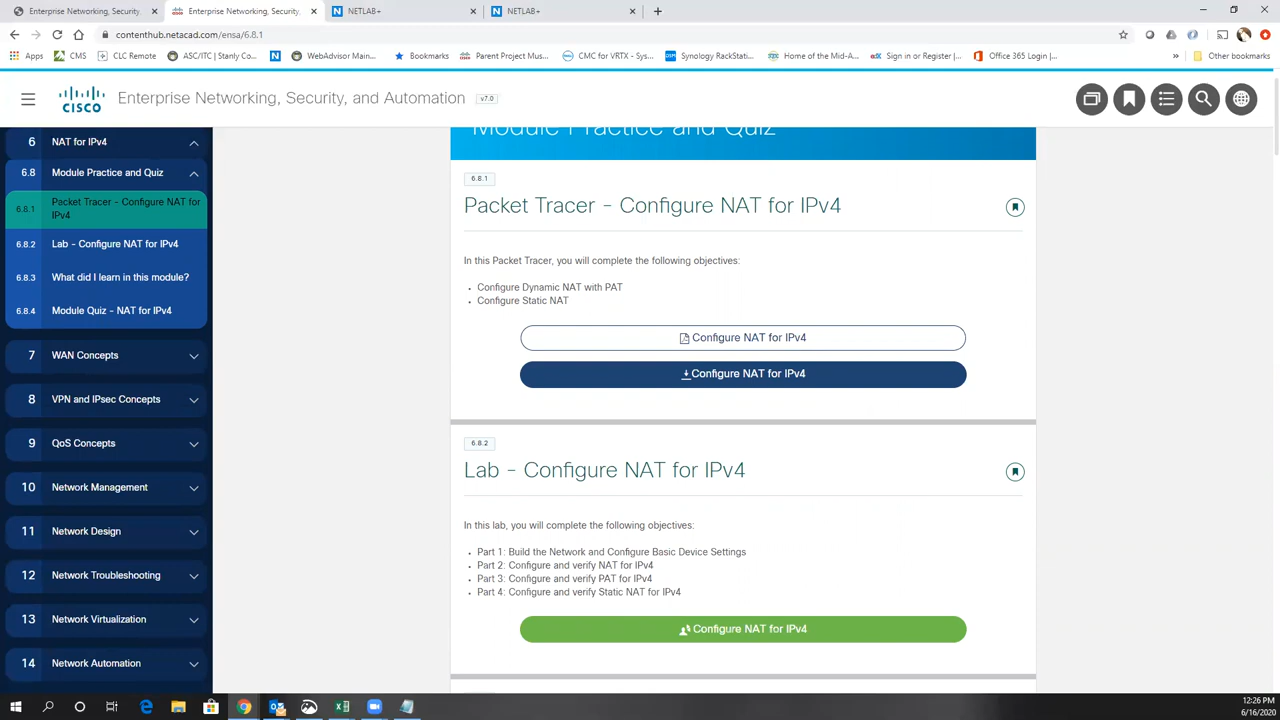 Enterprise Networking, Security,
Enterprise Networking, Security,
NETLAB+
NETLAB+
contenthub.netacad.com/ensa/6.8.1
Apps
CMS
CLC Remote
ASC/ITC | Stanly Co...
WebAdvisor Main...
Bookmarks
Parent Project Mus...
CMC for VRTX - Sys...
Synology RackStati...
Home of the Mid-A...
Sign in or Register |...
Office 365 Login |...
»
Other bookmarks
CISCO
Enterprise Networking, Security, and Automation
v7.0
6 NAT for IPv4
6.8 Module Practice and Quiz
6.8.1 Packet Tracer - Configure NAT for
IPv4
6.8.2 Lab - Configure NAT for IPv4
6.8.3 What did I learn in this module?
6.8.4 Module Quiz - NAT for IPv4
7 WAN Concepts
8 VPN and IPsec Concepts
9 QoS Concepts
10 Network Management
11 Network Design
12 Network Troubleshooting
13 Network Virtualization
14 Network Automation
Module Practice and Quiz
6.8.1
Packet Tracer - Configure NAT for IPv4
In this Packet Tracer, you will complete the following objectives:
• Configure Dynamic NAT with PAT
• Configure Static NAT
Configure NAT for IPv4
Configure NAT for IPv4
6.8.2
Lab - Configure NAT for IPv4
In this lab, you will complete the following objectives:
• Part 1: Build the Network and Configure Basic Device Settings
• Part 2: Configure and verify NAT for IPv4
• Part 3: Configure and verify PAT for IPv4
• Part 4: Configure and verify Static NAT for IPv4
Configure NAT for IPv4
12:26 PM
6/16/2020